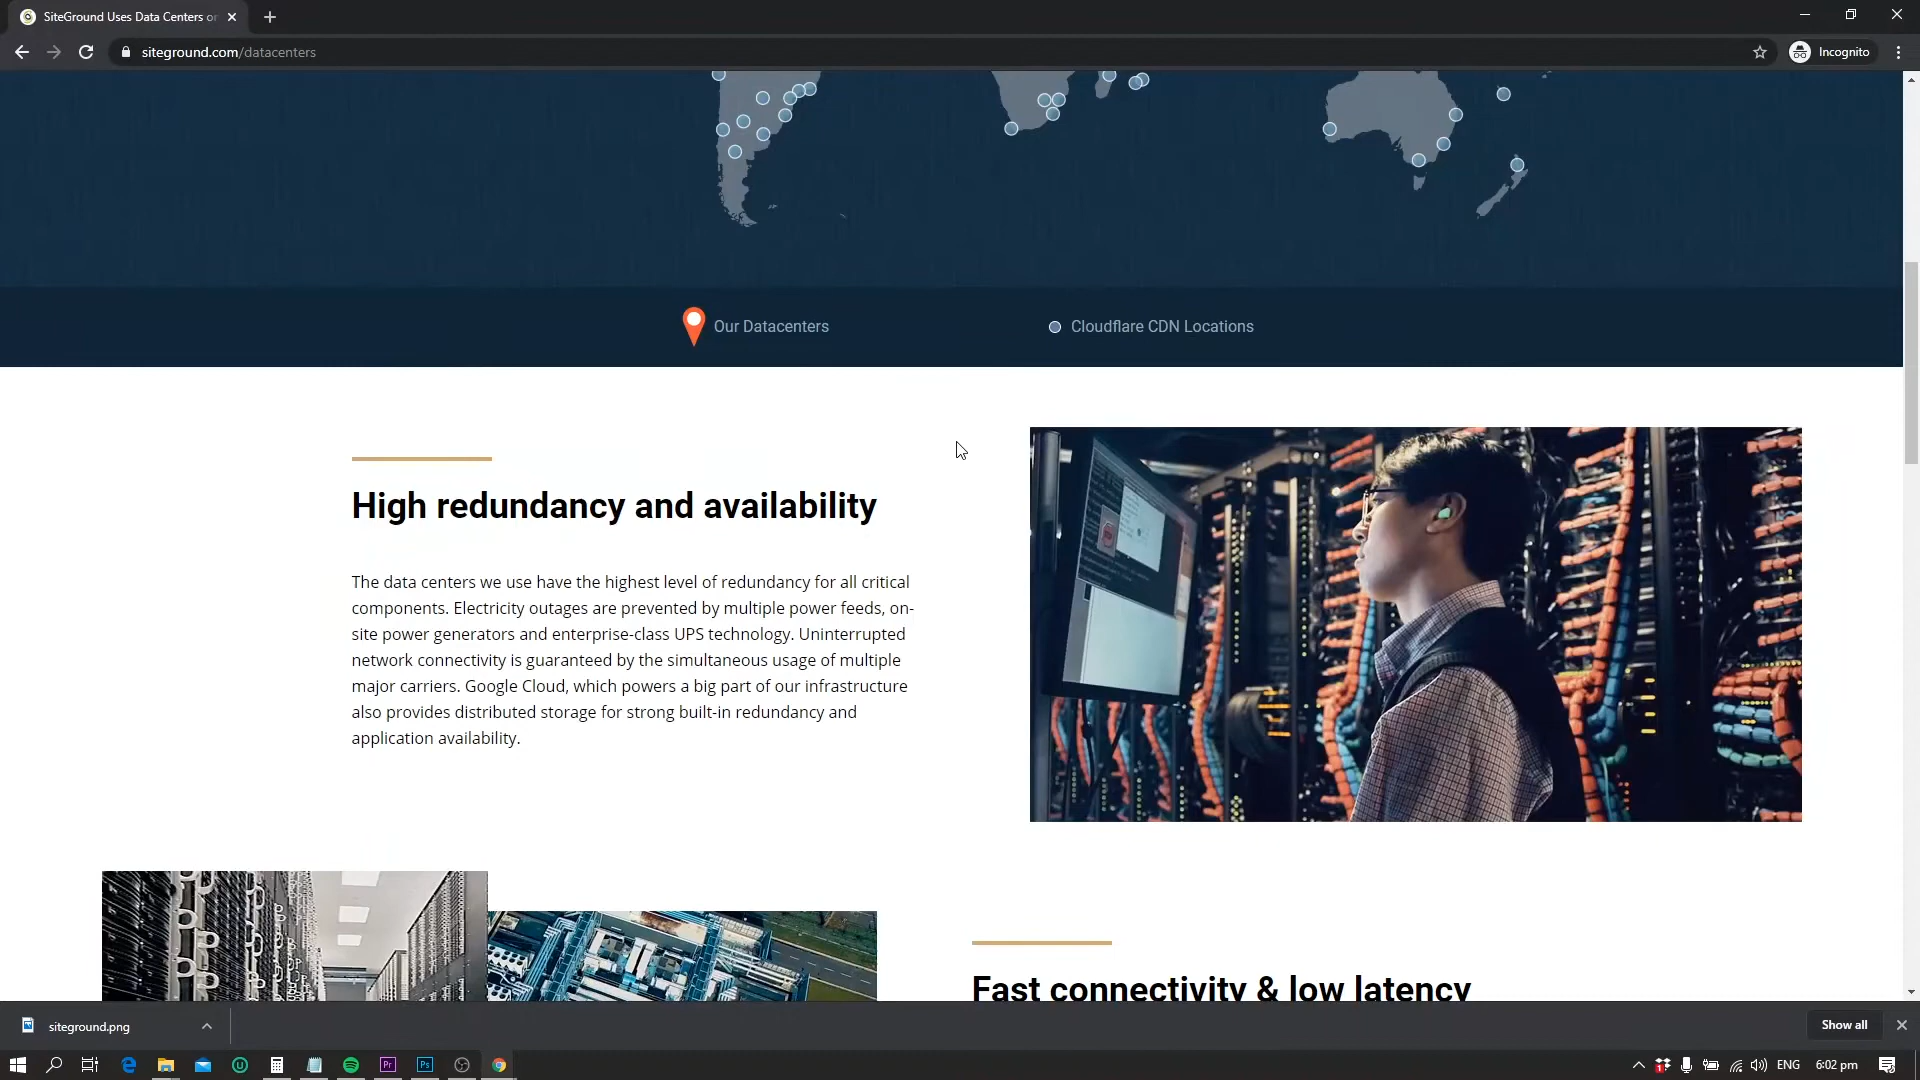 SiteGround Uses Data Centers or
siteground.com/datacenters
Incognito
Our Datacenters
Cloudflare CDN Locations
High redundancy and availability
The data centers we use have the highest level of redundancy for all critical
components. Electricity outages are prevented by multiple power feeds, on-
site power generators and enterprise-class UPS technology. Uninterrupted
network connectivity is guaranteed by the simultaneous usage of multiple
major carriers. Google Cloud, which powers a big part of our infrastructure
also provides distributed storage for strong built-in redundancy and
application availability.
Fast connectivity & low latency
siteground.png
Show all
U
Pr
Ps
1
ENG
6:02 pm